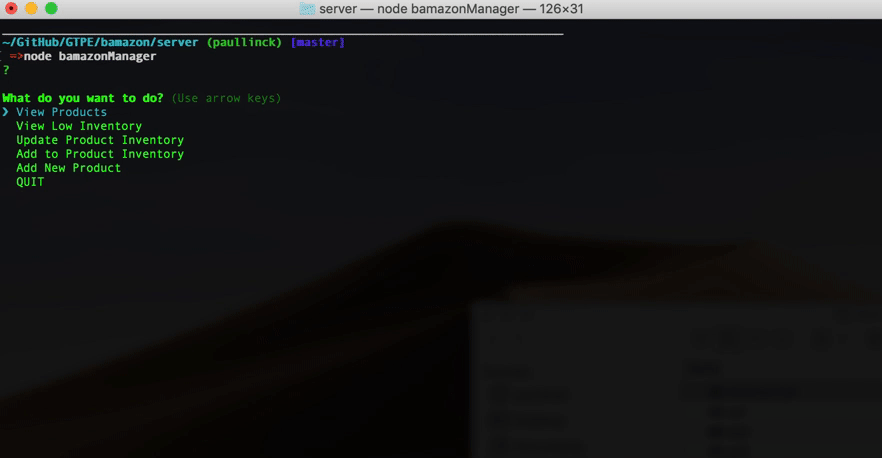 server — node bamazonManager — 126×31
~/GitHub/GTPE/bamazon/server (paullinck) [master]
[ =>node bamazonManager
?
What do you want to do? (Use arrow keys)
❯ View Products
View Low Inventory
Update Product Inventory
Add to Product Inventory
Add New Product
QUIT